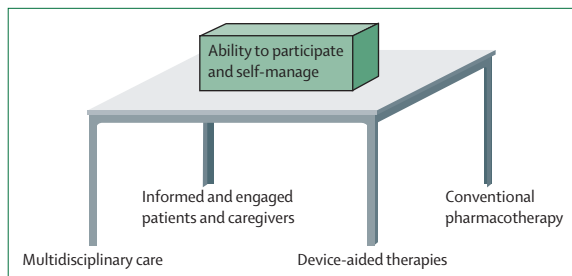 Ability to participate
and self-manage
Informed and engaged
patients and caregivers
Conventional
pharmacotherapy
Multidisciplinary care
Device-aided therapies